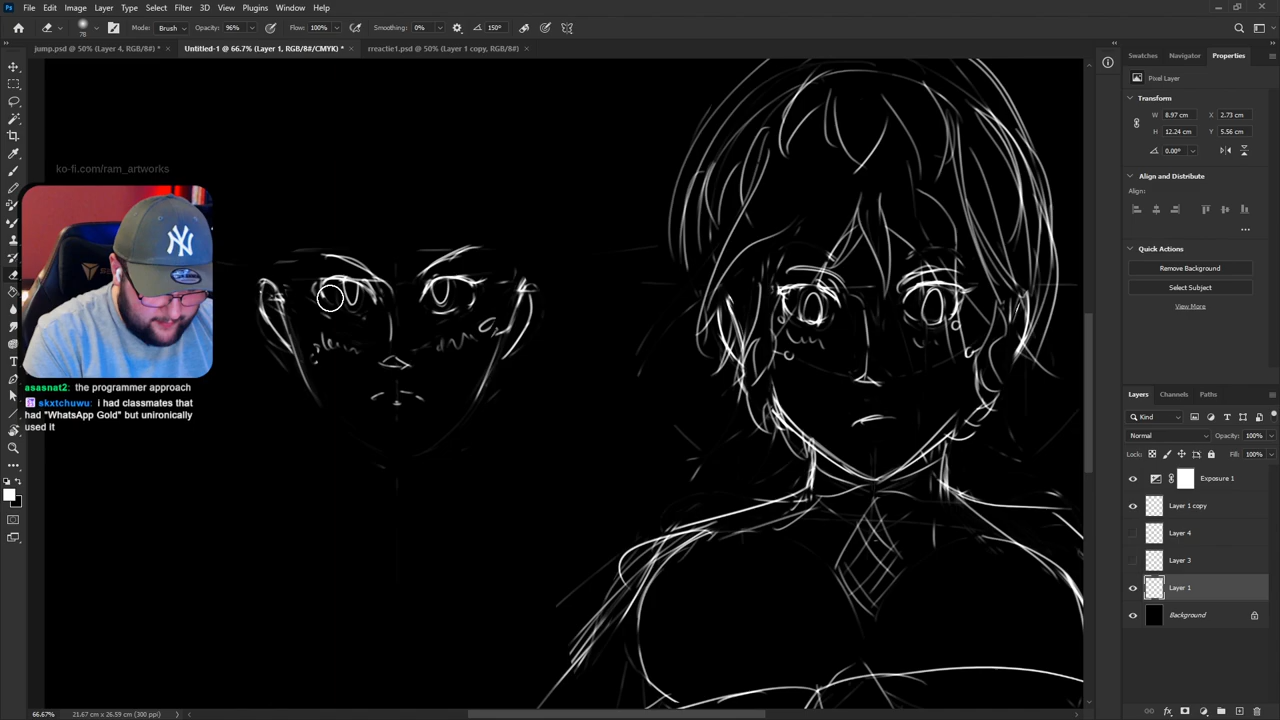 File Edit Image Layer Type Select Filter 3D View Plugins Window Help
78 Mode: Brush Opacity: 96% Flow: 100% Smoothing: 0% 150°
jump.psd @ 50% (Layer 4, RGB/8#) * × Untitled-1 @ 66.7% (Layer 1, RGB/8#/CMYK) * × rreactie1.psd @ 50% (Layer 1 copy, RGB/8#) ×
Swatches Navigator Properties
Pixel Layer
Transform
W 8.97 cm X 2.73 cm
H 12.24 cm Y 5.56 cm
0.00°
Align and Distribute
Align:
Quick Actions
Remove Background
Select Subject
View More
ko-fi.com/ram_artworks
asasnat2: the programmer approach
skxtchuwu: i had classmates that
had "WhatsApp Gold" but unironically
used it
Layers Channels Paths
Kind
Normal Opacity: 100%
Lock: Fill: 100%
Exposure 1
Layer 1 copy
Layer 4
Layer 3
Layer 1
Background
66.67% 21.67 cm x 26.59 cm (300 ppi)